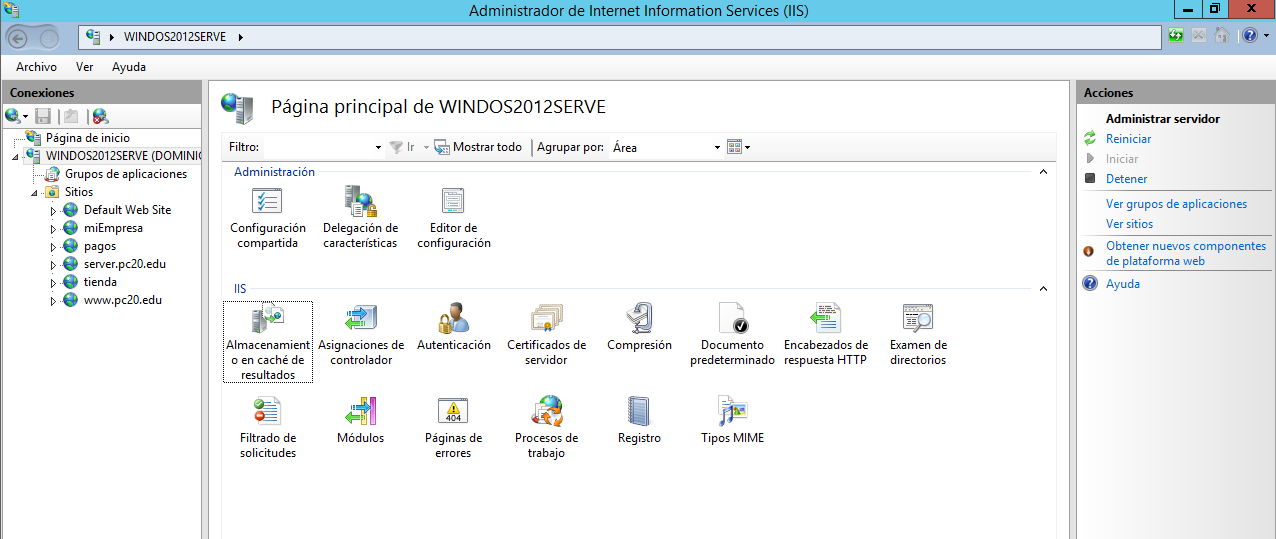 Administrador de Internet Information Services (IIS)
WINDOS2012SERVE
Archivo Ver Ayuda
Conexiones
Página de inicio
WINDOS2012SERVE (DOMINIC
Grupos de aplicaciones
Sitios
Default Web Site
miEmpresa
pagos
server.pc20.edu
tienda
www.pc20.edu
Página principal de WINDOS2012SERVE
Filtro: Ir Mostrar todo Agrupar por: Área
Administración
Configuración
compartida
Delegación de
características
Editor de
configuración
IIS
Almacenamient
o en caché de
resultados
Asignaciones de
controlador
Autenticación
Certificados de
servidor
Compresión
Documento
predeterminado
Encabezados de
respuesta HTTP
Examen de
directorios
Filtrado de
solicitudes
Módulos
404
Páginas de
errores
Procesos de
trabajo
Registro
Tipos MIME
Acciones
Administrar servidor
Reiniciar
Iniciar
Detener
Ver grupos de aplicaciones
Ver sitios
Obtener nuevos componentes
de plataforma web
Ayuda